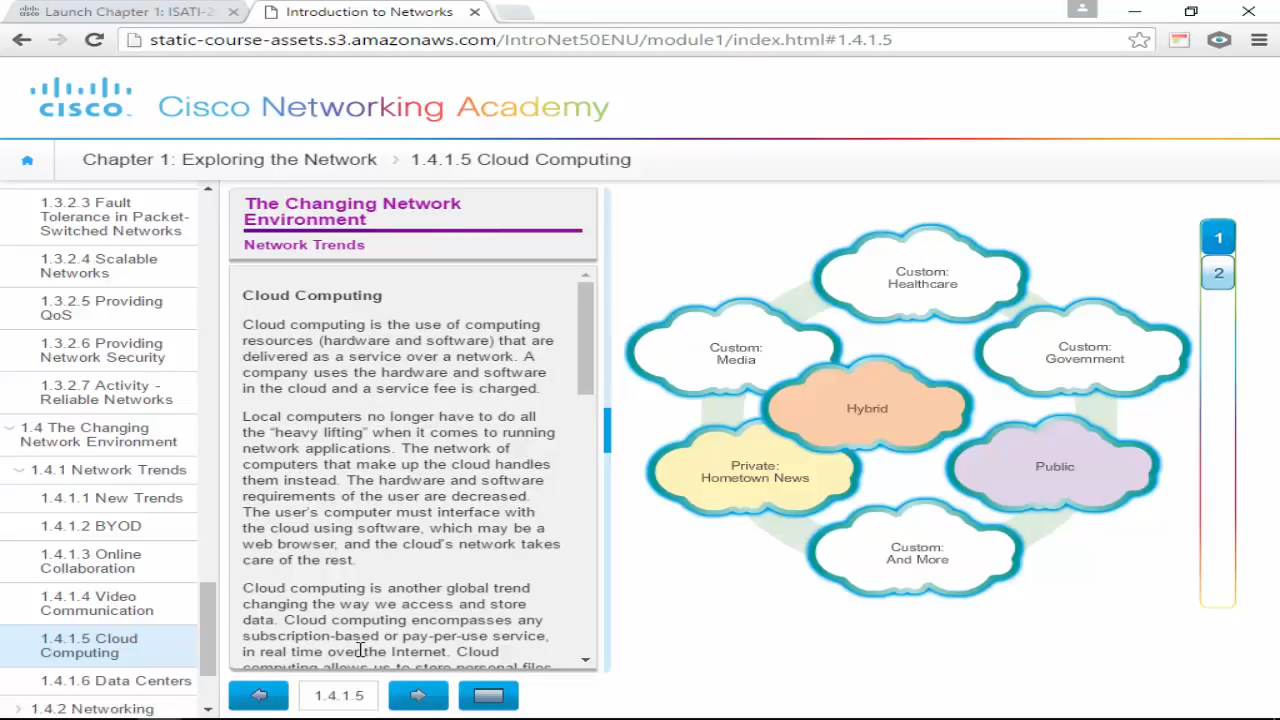 Launch Chapter 1: ISATI-2
Introduction to Networks
static-course-assets.s3.amazonaws.com/IntroNet50ENU/module1/index.html#1.4.1.5
CISCO
Cisco Networking Academy
Chapter 1: Exploring the Network > 1.4.1.5 Cloud Computing
1.3.2.3 Fault
Tolerance in Packet-
Switched Networks
1.3.2.4 Scalable
Networks
1.3.2.5 Providing
QoS
1.3.2.6 Providing
Network Security
1.3.2.7 Activity -
Reliable Networks
1.4 The Changing
Network Environment
1.4.1 Network Trends
1.4.1.1 New Trends
1.4.1.2 BYOD
1.4.1.3 Online
Collaboration
1.4.1.4 Video
Communication
1.4.1.5 Cloud
Computing
1.4.1.6 Data Centers
1.4.2 Networking
The Changing Network
Environment
Network Trends
Cloud Computing
Cloud computing is the use of computing
resources (hardware and software) that are
delivered as a service over a network. A
company uses the hardware and software
in the cloud and a service fee is charged.
Local computers no longer have to do all
the “heavy lifting” when it comes to running
network applications. The network of
computers that make up the cloud handles
them instead. The hardware and software
requirements of the user are decreased.
The user’s computer must interface with
the cloud using software, which may be a
web browser, and the cloud’s network takes
care of the rest.
Cloud computing is another global trend
changing the way we access and store
data. Cloud computing encompasses any
subscription-based or pay-per-use service,
in real time over the Internet. Cloud
computing allows us to store personal files
1.4.1.5
Custom:
Healthcare
Custom:
Media
Custom:
Government
Hybrid
Private:
Hometown News
Public
Custom:
And More
1
2